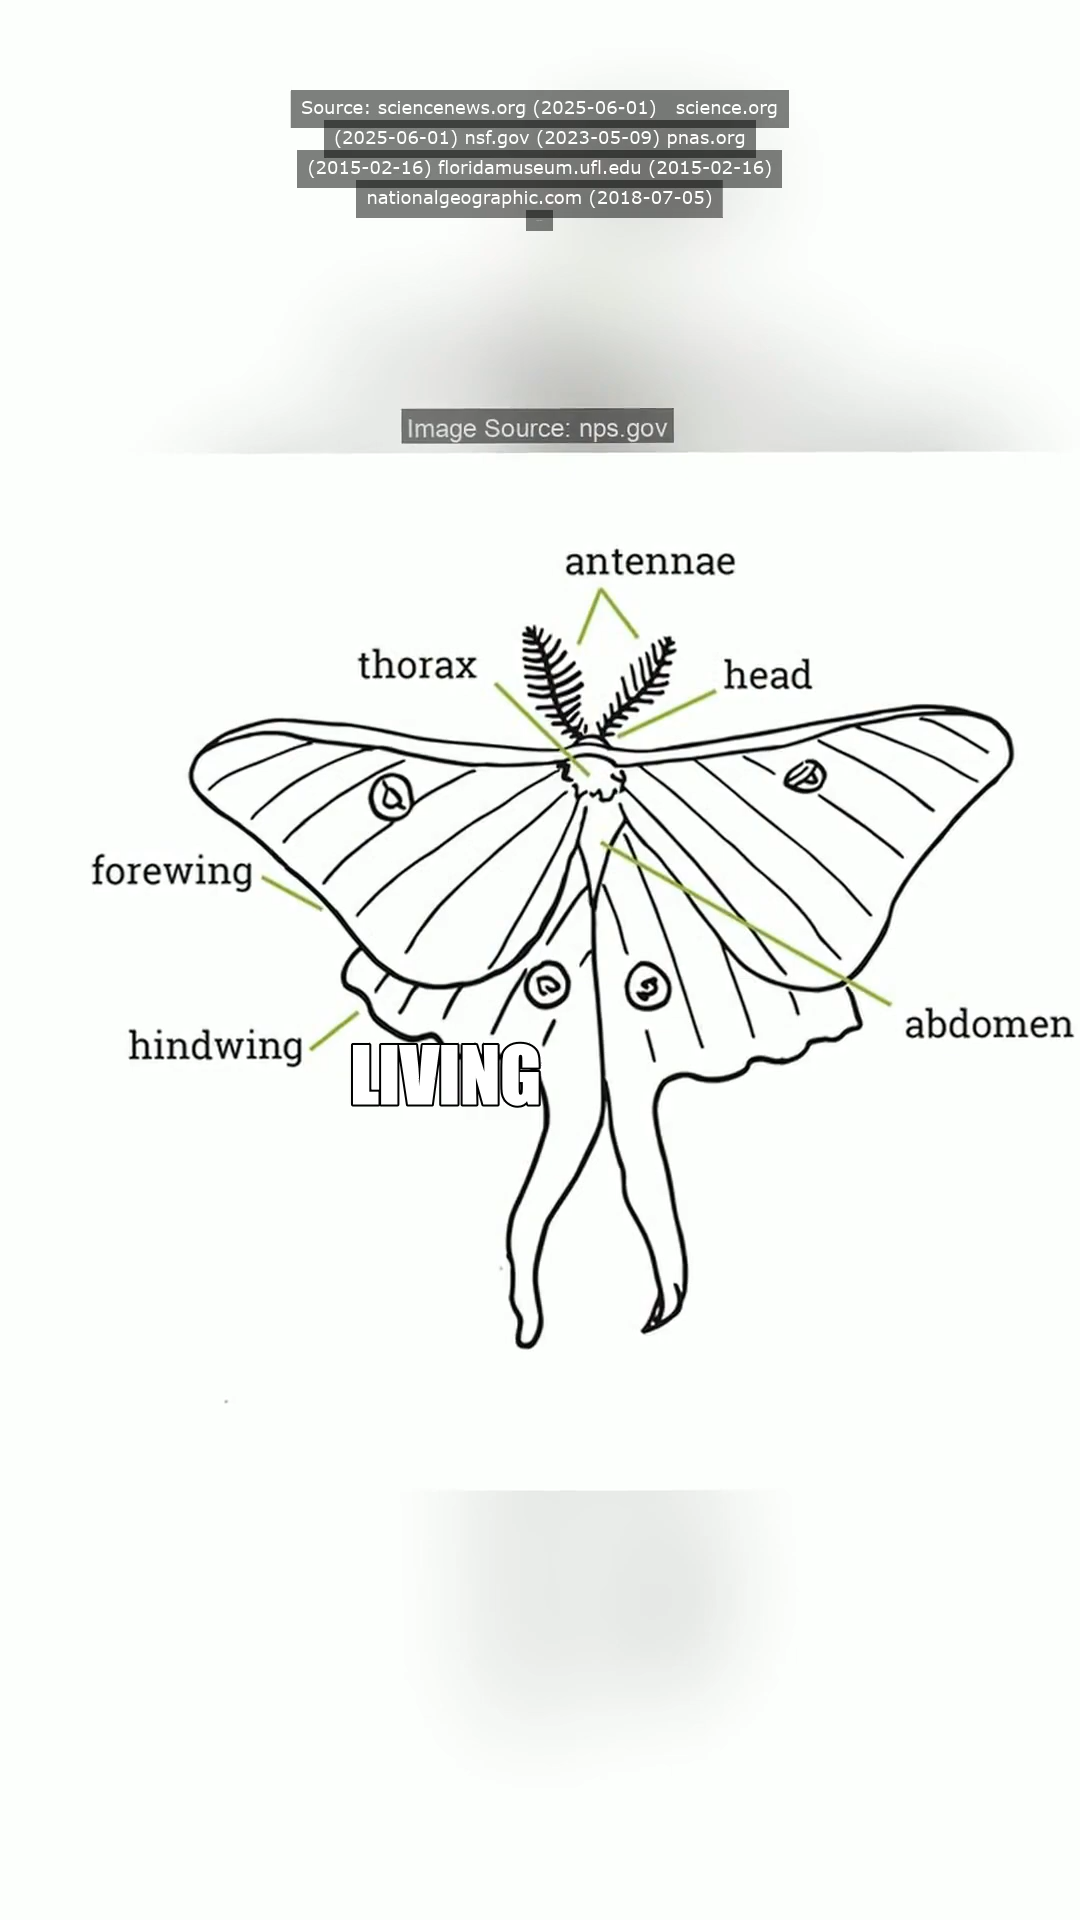 Source: sciencenews.org (2025-06-01) science.org
(2025-06-01) nsf.gov (2023-05-09) pnas.org
(2015-02-16) floridamuseum.ufl.edu (2015-02-16)
nationalgeographic.com (2018-07-05)
Image Source: nps.gov
antennae
thorax
head
forewing
abdomen
hindwing
LIVING